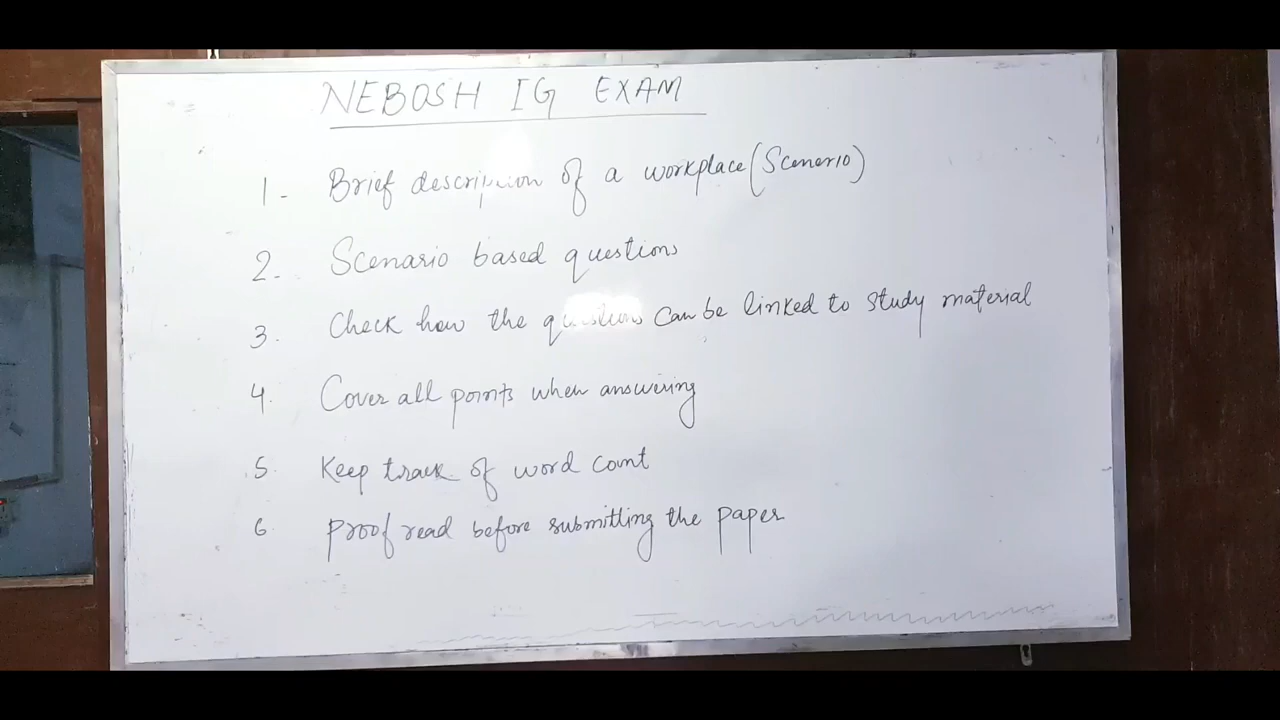 NEBOSH IG EXAM
1- Brief description of a workplace (Scenerio)
2- Scenario based questions
3. Check how the questions can be linked to study material
4. Cover all points when answering
5. Keep track of word count
6 Proof read before submitting the paper